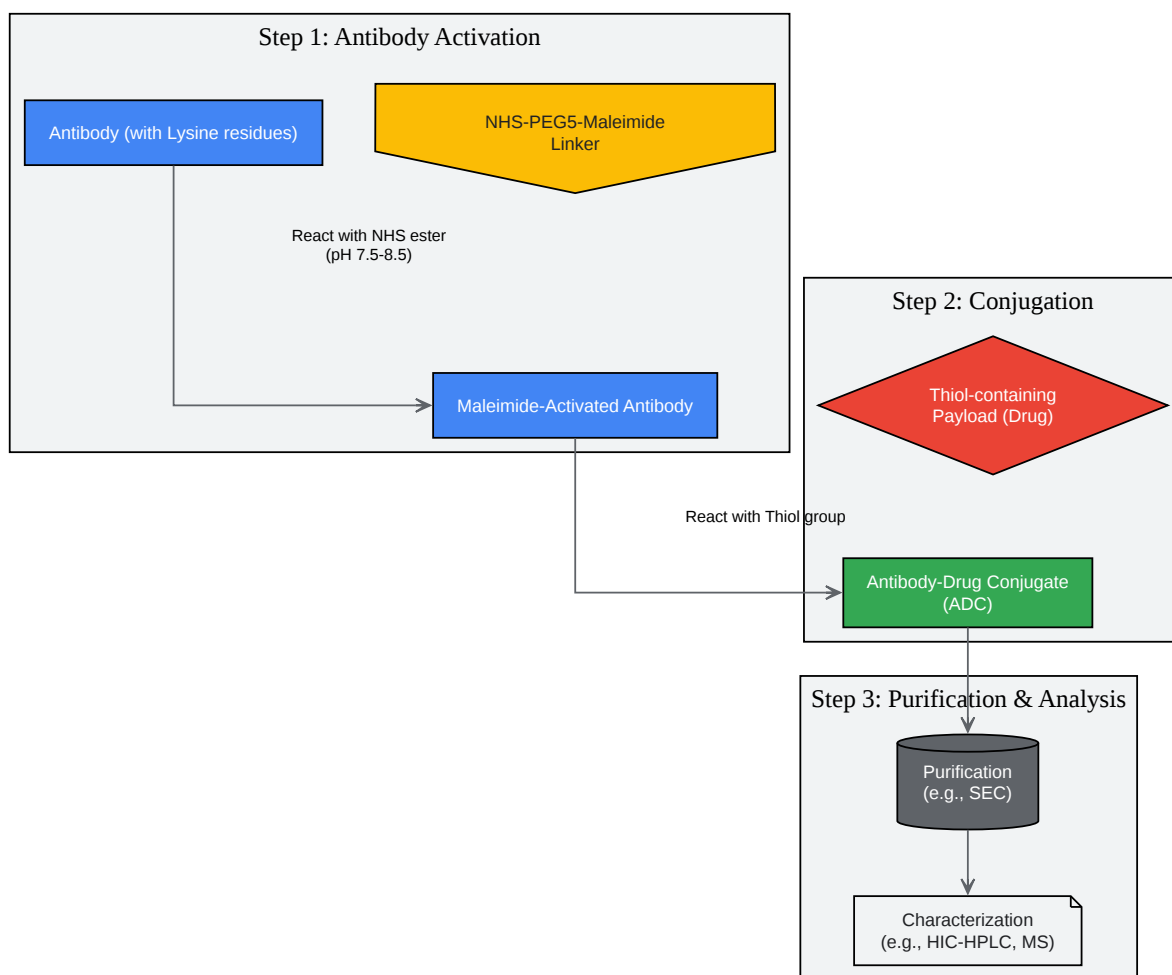 Step 1: Antibody Activation
Antibody (with Lysine residues)
NHS-PEG5-Maleimide
Linker
React with NHS ester
(pH 7.5-8.5)
Maleimide-Activated Antibody
Step 2: Conjugation
Thiol-containing
Payload (Drug)
React with Thiol group
Antibody-Drug Conjugate
(ADC)
Step 3: Purification & Analysis
Purification
(e.g., SEC)
Characterization
(e.g., HIC-HPLC, MS)